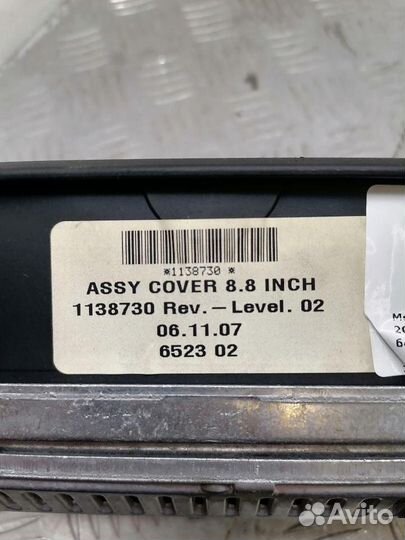 *1138730 *
ASSY COVER 8.8 INCH
1138730 Rev.-Level. 02
06.11.07
6523 02
Avito